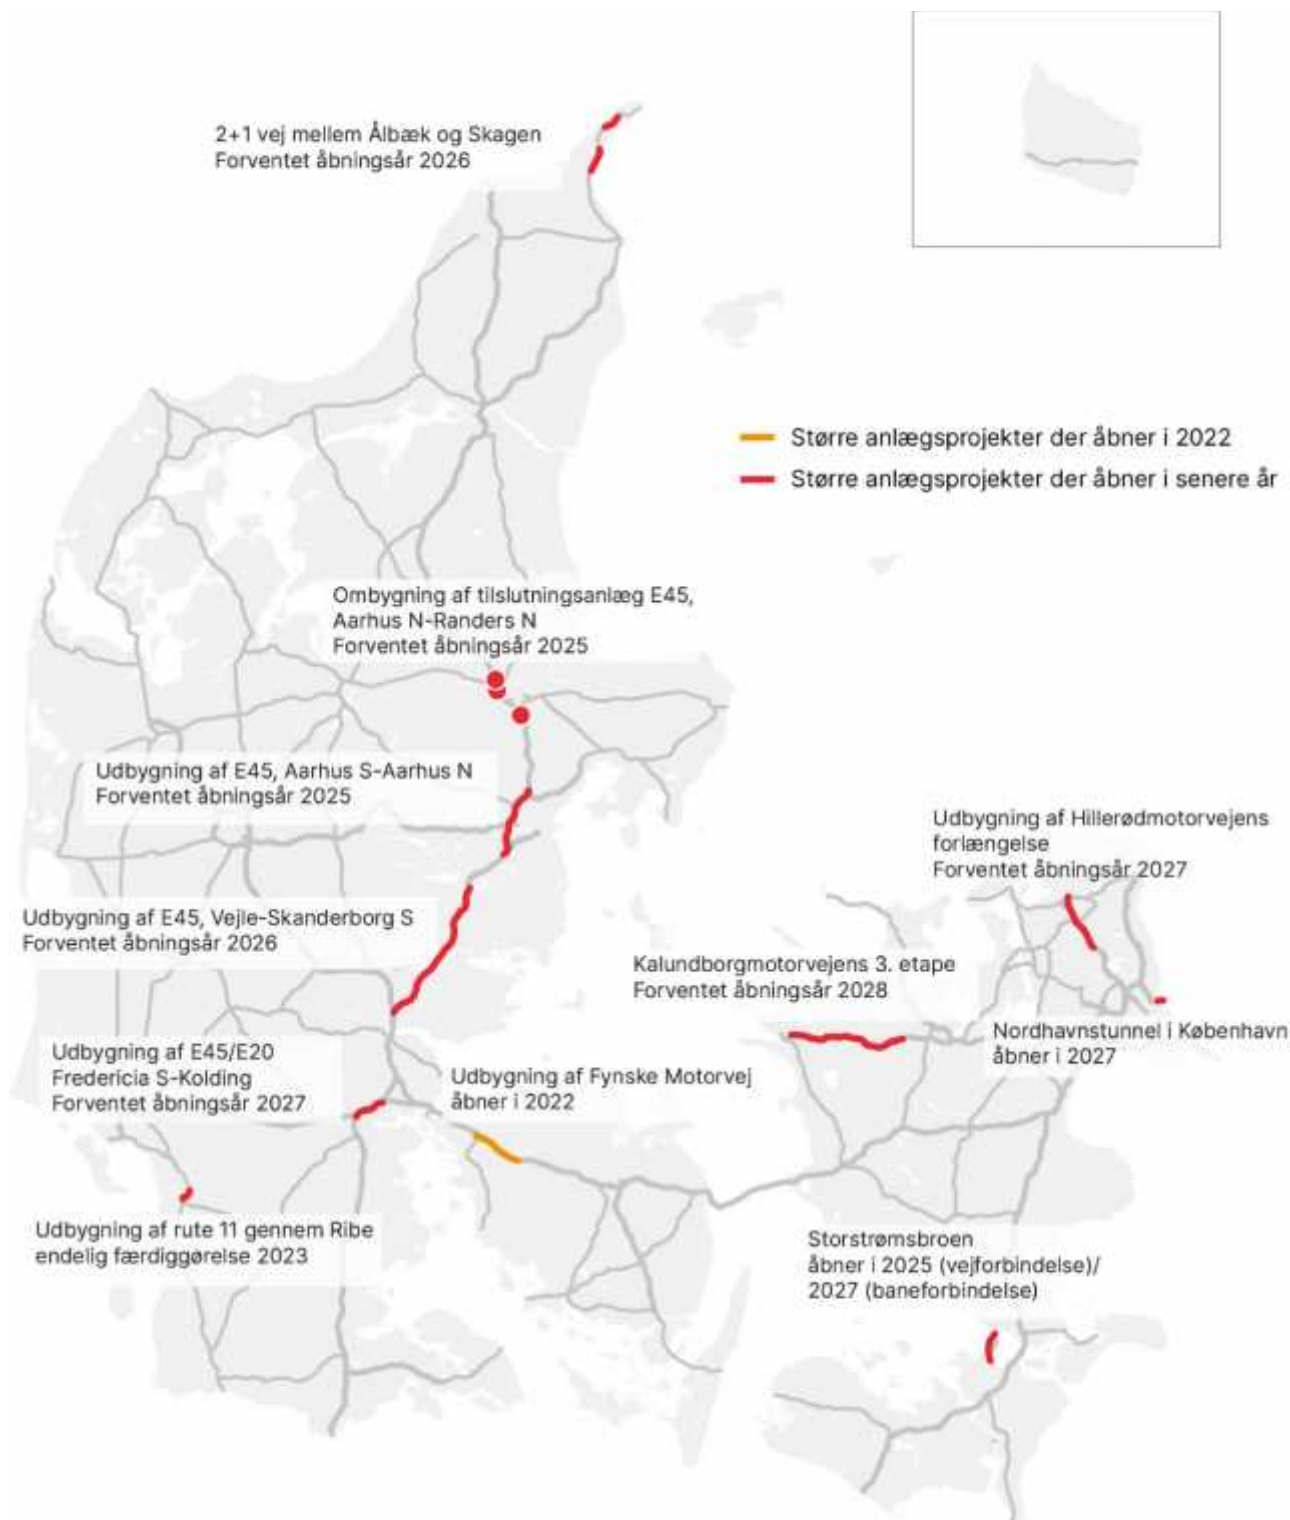 2+1 vej mellem Ålbæk og Skagen
Forventet åbningsår 2026
Større anlægsprojekter der åbner i 2022
Større anlægsprojekter der åbner i senere år
Ombygning af tilslutningsanlæg E45,
Aarhus N-Randers N
Forventet åbningsår 2025
Udbygning af E45, Aarhus S-Aarhus N
Forventet åbningsår 2025
Udbygning af Hillerødmotorvejens
forlængelse
Forventet åbningsår 2027
Udbygning af E45, Vejle-Skanderborg S
Forventet åbningsår 2026
Kalundborgmotorvejens 3. etape
Forventet åbningsår 2028
Nordhavnstunnel i København
åbner i 2027
Udbygning af E45/E20
Fredericia S-Kolding
Forventet åbningsår 2027
Udbygning af Fynske Motorvej
åbner i 2022
Udbygning af rute 11 gennem Ribe
endelig færdiggørelse 2023
Storstrømsbroen
åbner i 2025 (vejforbindelse)/
2027 (baneforbindelse)